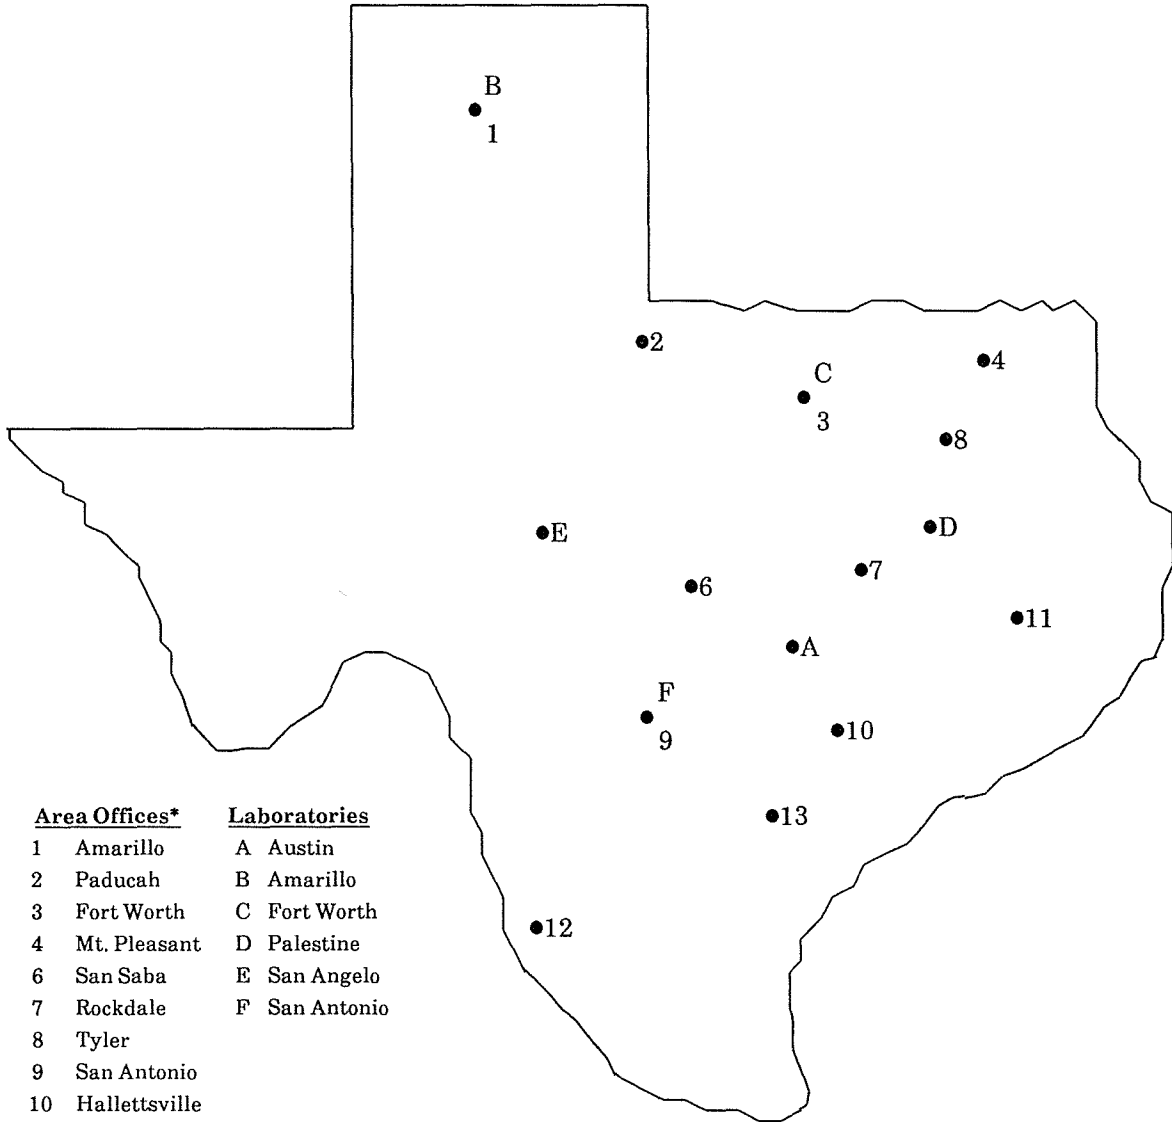 B
1
2
4
C
3
8
E
D
7
6
11
A
F
9
10
13
12
Area Offices* Laboratories
1 Amarillo A Austin
2 Paducah B Amarillo
3 Fort Worth C Fort Worth
4 Mt. Pleasant D Palestine
6 San Saba E San Angelo
7 Rockdale F San Antonio
8 Tyler
9 San Antonio
10 Hallettsville